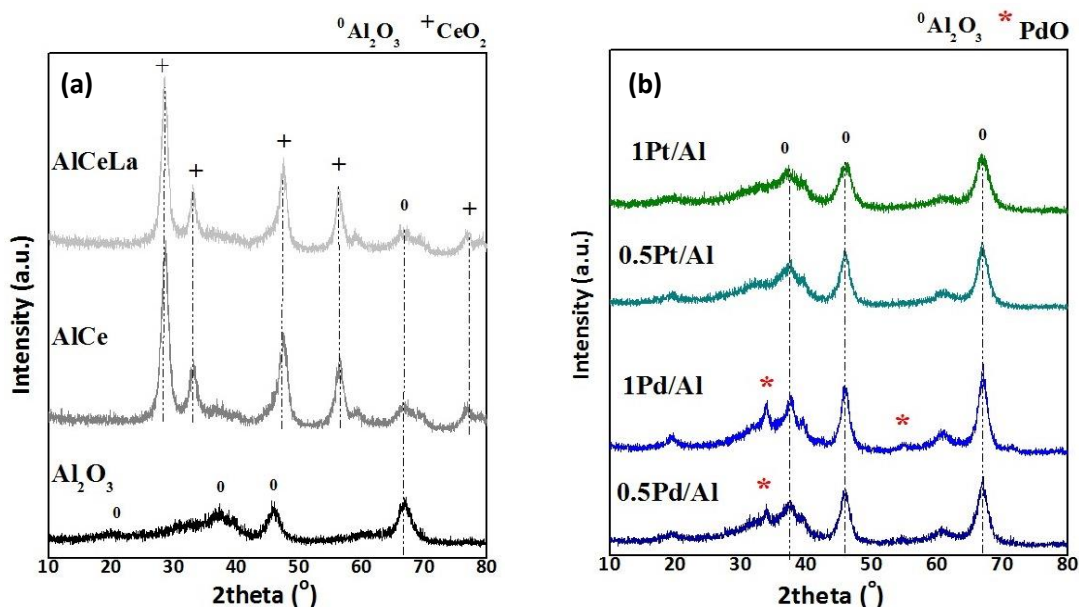 ⁰Al₂O₃ ⁺CeO₂
(a)
+
AlCeLa
+ + + 0 +
AlCe
Al₂O₃
0 0 0 0
Intensity (a.u.)
10 20 30 40 50 60 70 80
2theta (°)
⁰Al₂O₃ * PdO
(b)
1Pt/Al
0 0 0
0.5Pt/Al
1Pd/Al
* *
0.5Pd/Al
*
Intensity (a.u.)
10 20 30 40 50 60 70 80
2theta (°)